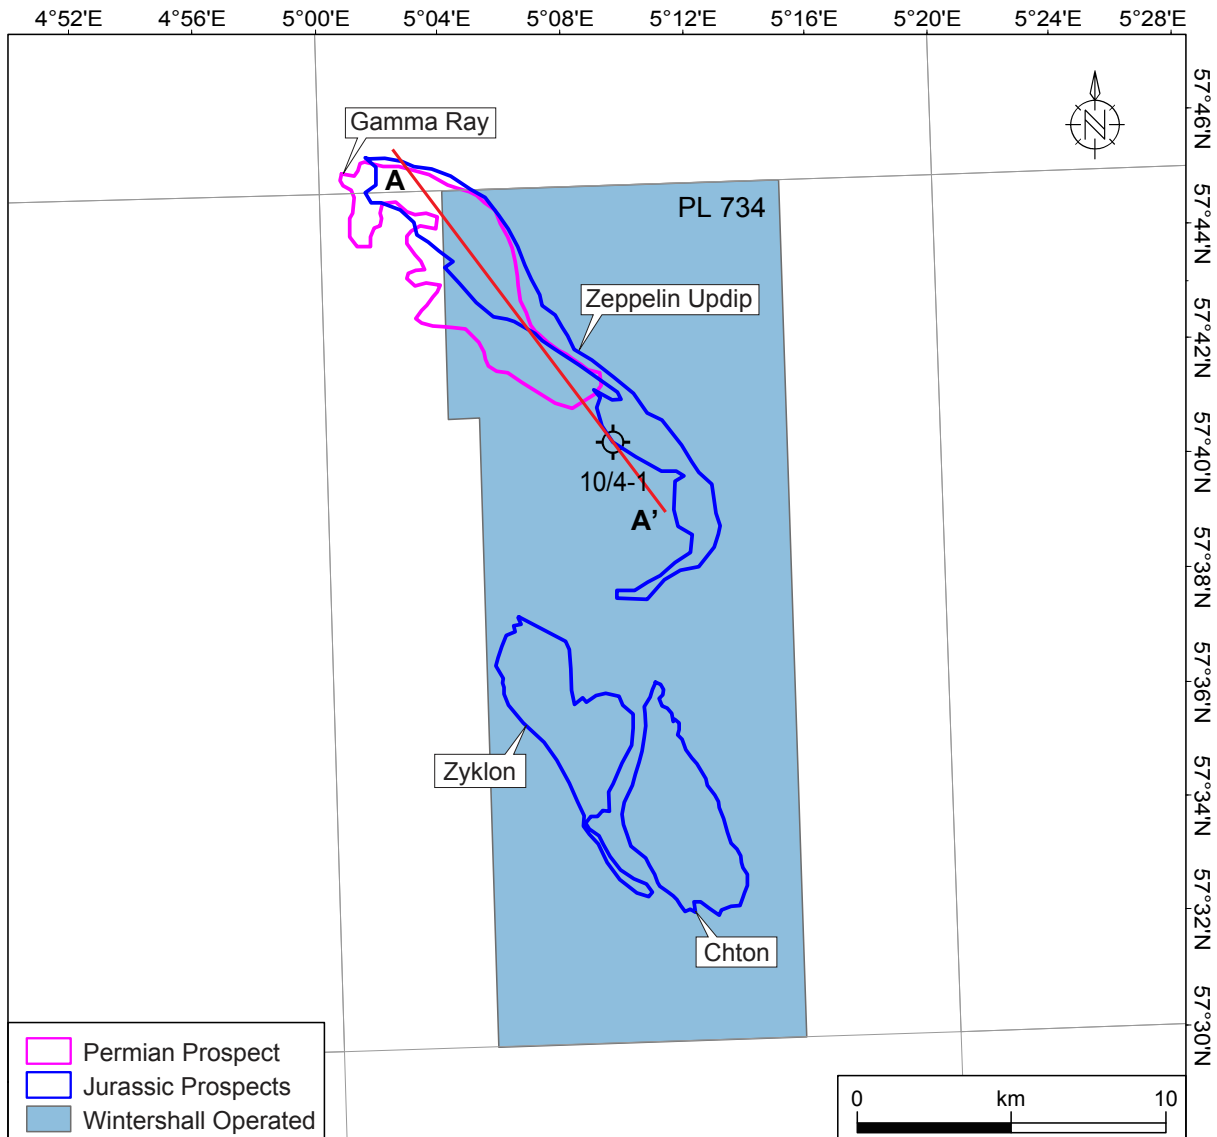 4°52'E 4°56'E 5°00'E 5°04'E 5°08'E 5°12'E 5°16'E 5°20'E 5°24'E 5°28'E
57°46'N
57°44'N
57°42'N
57°40'N
57°38'N
57°36'N
57°34'N
57°32'N
57°30'N
N
Gamma Ray
A
PL 734
Zeppelin Updip
10/4-1
A’
Zyklon
Chton
Permian Prospect
Jurassic Prospects
Wintershall Operated
0 km 10